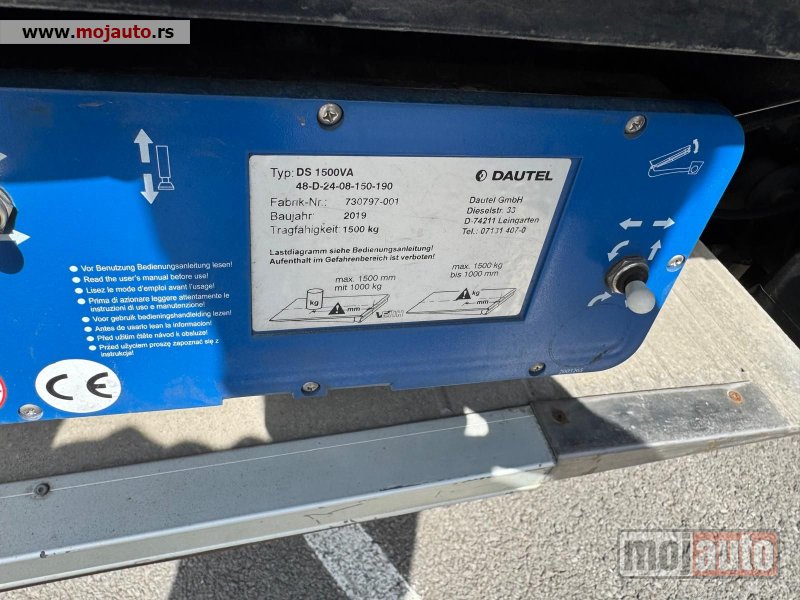 www.mojauto.rs
Typ: DS 1500VA
48-D-24-08-150-190
Fabrik-Nr.: 730797-001
Baujahr: 2019
Tragfähigkeit: 1500 kg
DAUTEL
Dautel GmbH
Dieselstr. 33
D-74211 Leingarten
Tel.: 07131 407-0
Lastdiagramm siehe Bedienungsanleitung!
Aufenthalt im Gefahrenbereich ist verboten!
max. 1500 mm
mit 1000 kg
max. 1500 kg
bis 1000 mm
kg
mm
kg
mm
Vor Benutzung Bedienungsanleitung lesen!
Read the user's manual before use!
Lisez le mode d'emploi avant l'usage!
Prima di azionare leggere attentamente le
instruzioni di uso e manutenzione!
Voor gebruik bedieningshandleiding lezen!
Antes de usario lean la informacion!
Před užitím čtěte návod k obsluze!
Przed użyciem proszę zapoznać się z
instrukcja!
CE
mojauto